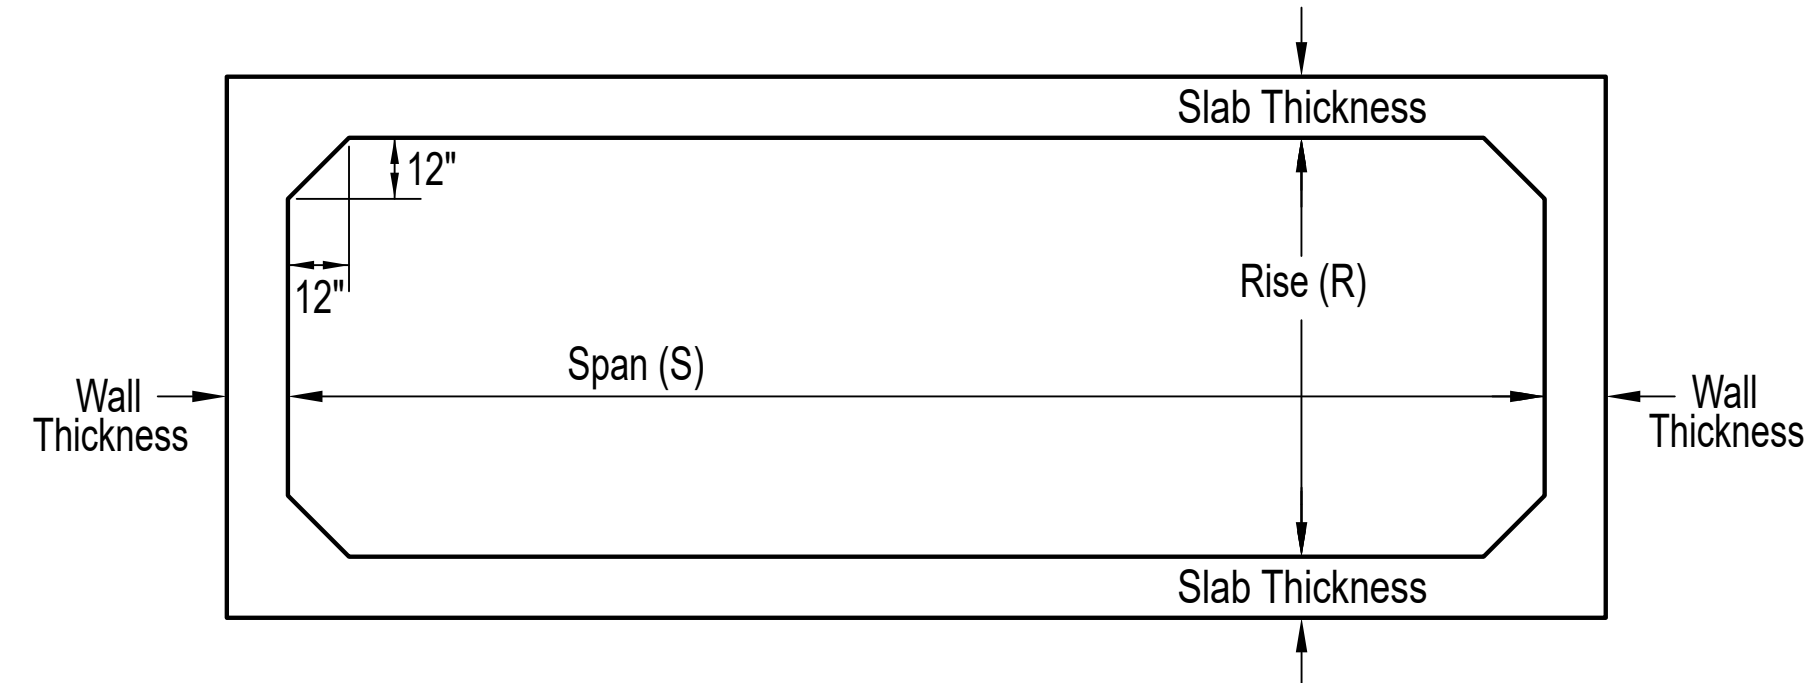 Slab Thickness
12"
12"
Rise (R)
Span (S)
Wall
Thickness
Wall
Thickness
Slab Thickness